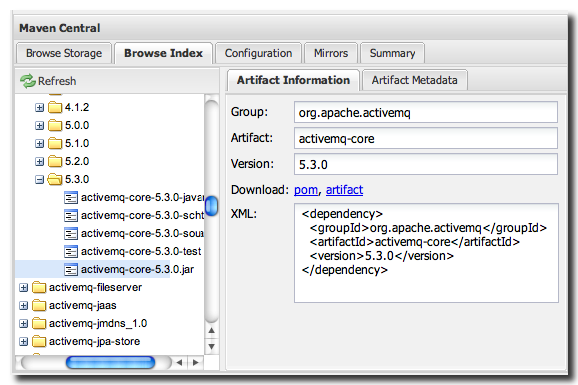 Maven Central
Browse Storage
Browse Index
Configuration
Mirrors
Summary
Refresh
4.1.2
5.0.0
5.1.0
5.2.0
5.3.0
activemq-core-5.3.0-javad
activemq-core-5.3.0-scht
activemq-core-5.3.0-sour
activemq-core-5.3.0-test
activemq-core-5.3.0.jar
activemq-fileserver
activemq-jaas
activemq-jmdns_1.0
activemq-jpa-store
Artifact Information
Artifact Metadata
Group: org.apache.activemq
Artifact: activemq-core
Version: 5.3.0
Download: pom, artifact
XML:
<dependency>
<groupId>org.apache.activemq</groupId>
<artifactId>activemq-core</artifactId>
<version>5.3.0</version>
</dependency>